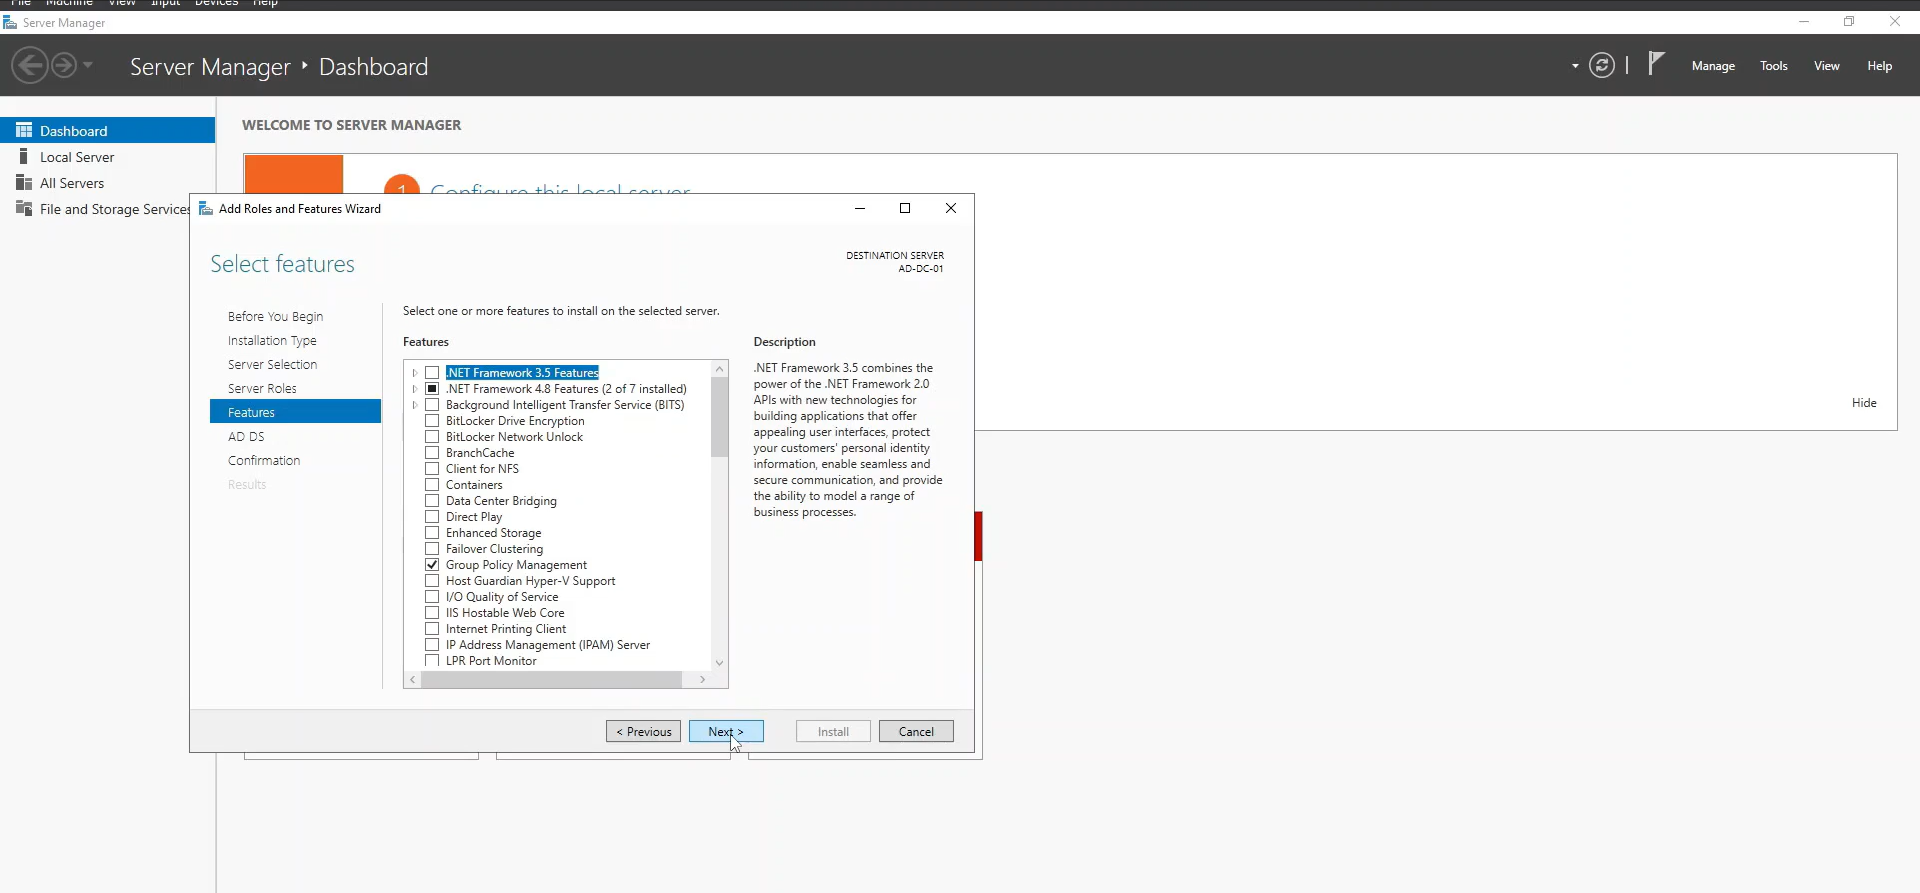 File Machine View Input Devices Help
Server Manager
Server Manager ‣ Dashboard
Manage Tools View Help
Dashboard
Local Server
All Servers
File and Storage Services
WELCOME TO SERVER MANAGER
1 Configure this local server
Hide
Add Roles and Features Wizard
Select features
DESTINATION SERVER
AD-DC-01
Before You Begin
Installation Type
Server Selection
Server Roles
Features
AD DS
Confirmation
Results
Select one or more features to install on the selected server.
Features
.NET Framework 3.5 Features
.NET Framework 4.8 Features (2 of 7 installed)
Background Intelligent Transfer Service (BITS)
BitLocker Drive Encryption
BitLocker Network Unlock
BranchCache
Client for NFS
Containers
Data Center Bridging
Direct Play
Enhanced Storage
Failover Clustering
Group Policy Management
Host Guardian Hyper-V Support
I/O Quality of Service
IIS Hostable Web Core
Internet Printing Client
IP Address Management (IPAM) Server
LPR Port Monitor
Description
.NET Framework 3.5 combines the
power of the .NET Framework 2.0
APIs with new technologies for
building applications that offer
appealing user interfaces, protect
your customers' personal identity
information, enable seamless and
secure communication, and provide
the ability to model a range of
business processes.
< Previous
Next >
Install
Cancel